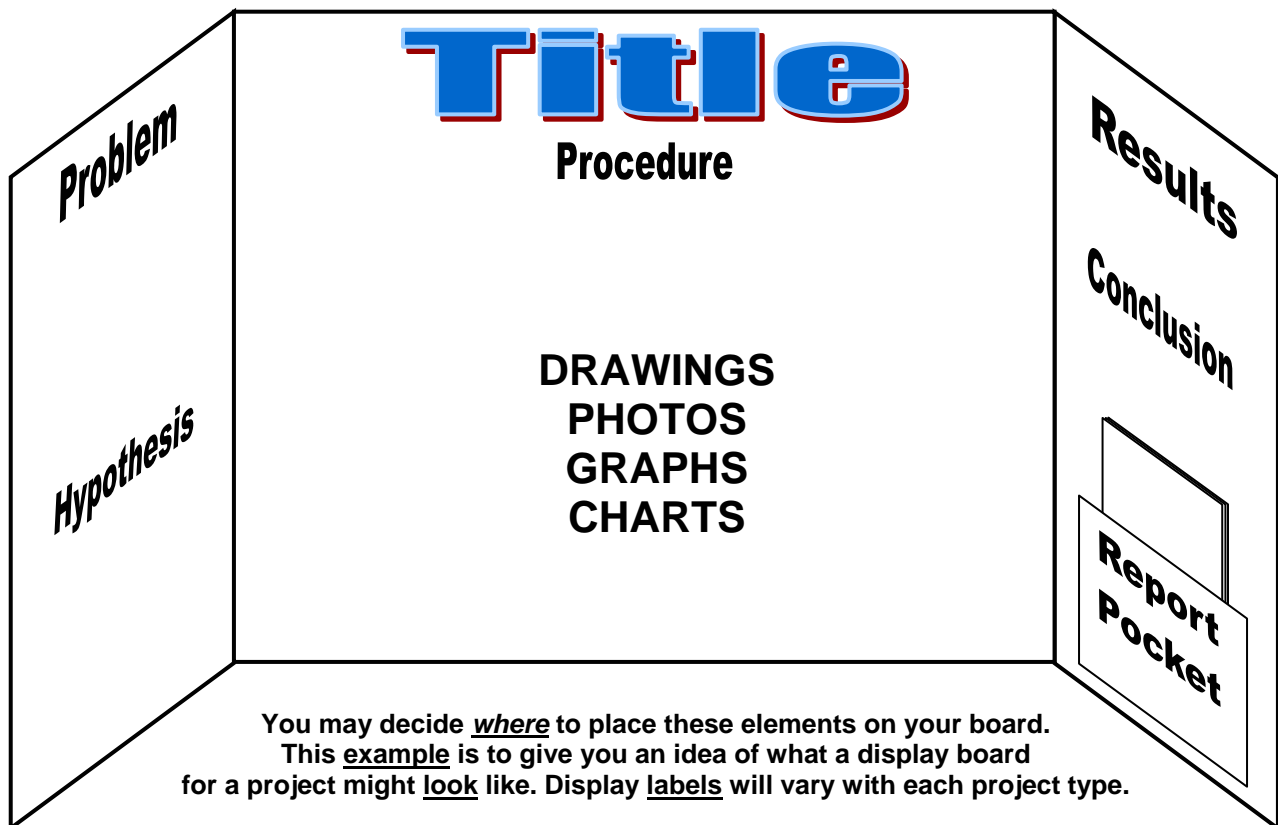 Title
Problem
Hypothesis
Procedure
DRAWINGS
PHOTOS
GRAPHS
CHARTS
Results
Conclusion
Report
Pocket
You may decide where to place these elements on your board.
This example is to give you an idea of what a display board
for a project might look like. Display labels will vary with each project type.